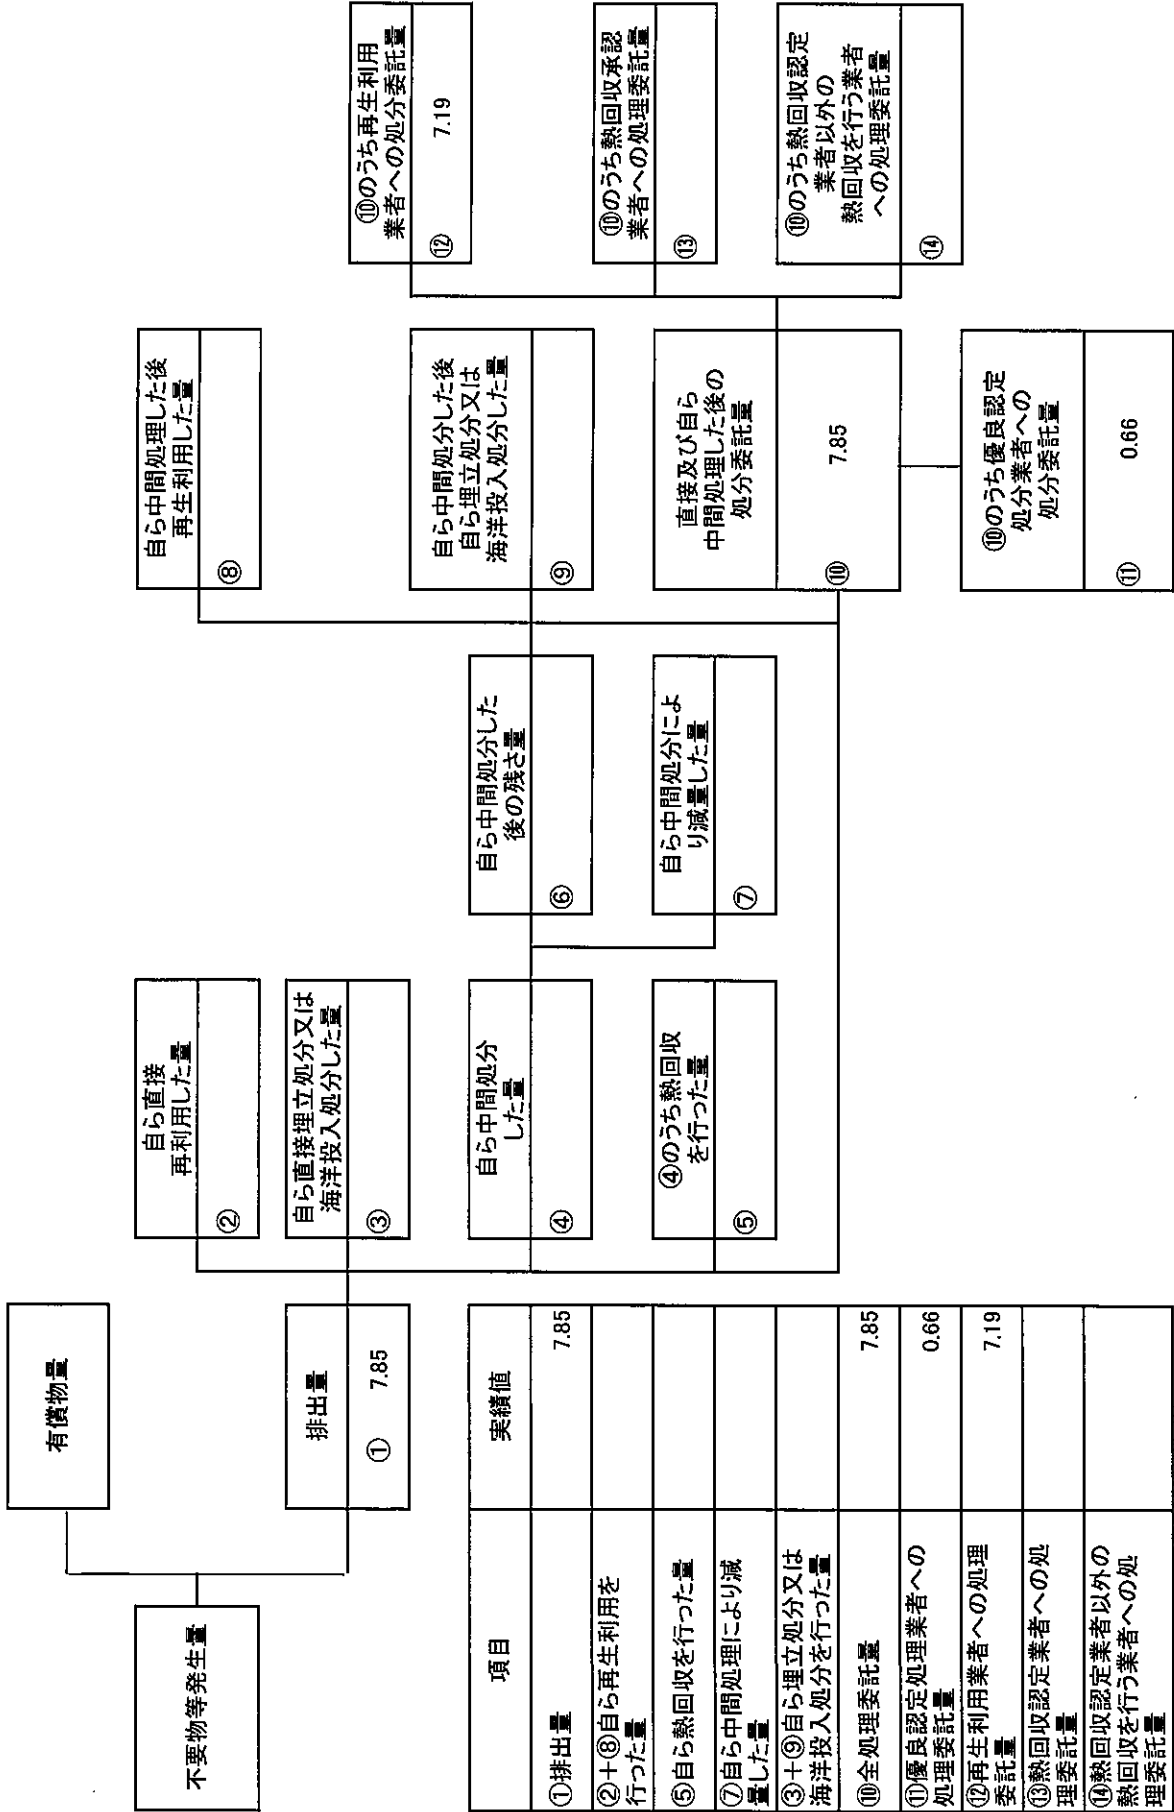 不要物等発生量
有償物量
排出量
① 7.85
自ら直接
再利用した量
②
自ら直接埋立処分又は
海洋投入処分した量
③
自ら中間処分
した量
④
④のうち熱回収
を行った量
⑤
自ら中間処分した
後の残さ量
⑥
自ら中間処分によ
り減量した量
⑦
自ら中間処理した後
再生利用した量
⑧
自ら中間処分した後
自ら埋立処分又は
海洋投入処分した量
⑨
直接及び自ら
中間処理した後の
処分委託量
⑩ 7.85
⑩のうち優良認定
処分業者への
処分委託量
⑪ 0.66
⑩のうち再生利用
業者への処分委託量
⑫ 7.19
⑩のうち熱回収承認
業者への処理委託量
⑬
⑩のうち熱回収認定
業者以外の
熱回収を行う業者
への処理委託量
⑭
項目 実績値
①排出量 7.85
②+⑧自ら再生利用を
行った量
⑤自ら熱回収を行った量
⑦自ら中間処理により減
量した量
③+⑨自ら埋立処分又は
海洋投入処分を行った量
⑩全処理委託量 7.85
⑪優良認定処理業者への
処理委託量 0.66
⑫再生利用業者への処理
委託量 7.19
⑬熱回収認定業者への処
理委託量
⑭熱回収認定業者以外の
熱回収を行う業者への処
理委託量